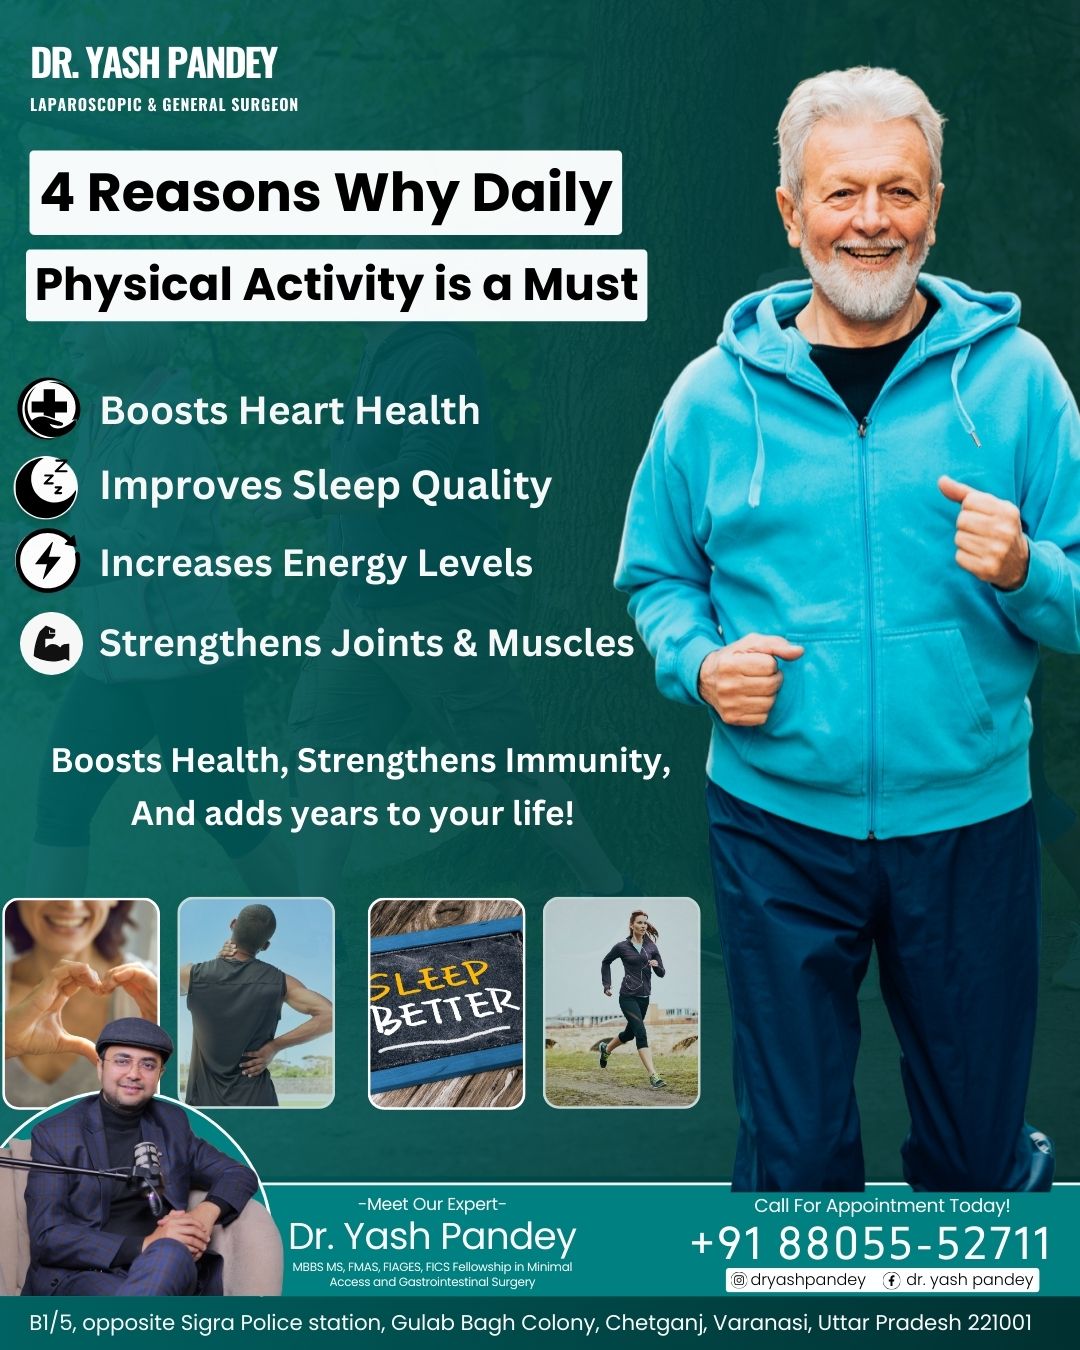 DR. YASH PANDEY
LAPAROSCOPIC & GENERAL SURGEON
4 Reasons Why Daily
Physical Activity is a Must
Boosts Heart Health
Improves Sleep Quality
Increases Energy Levels
Strengthens Joints & Muscles
Boosts Health, Strengthens Immunity,
And adds years to your life!
SLEEP
BETTER
-Meet Our Expert-
Dr. Yash Pandey
MBBS MS, FMAS, FIAGES, FICS Fellowship in Minimal
Access and Gastrointestinal Surgery
Call For Appointment Today!
+91 88055-52711
dryashpandey dr. yash pandey
B1/5, opposite Sigra Police station, Gulab Bagh Colony, Chetganj, Varanasi, Uttar Pradesh 221001